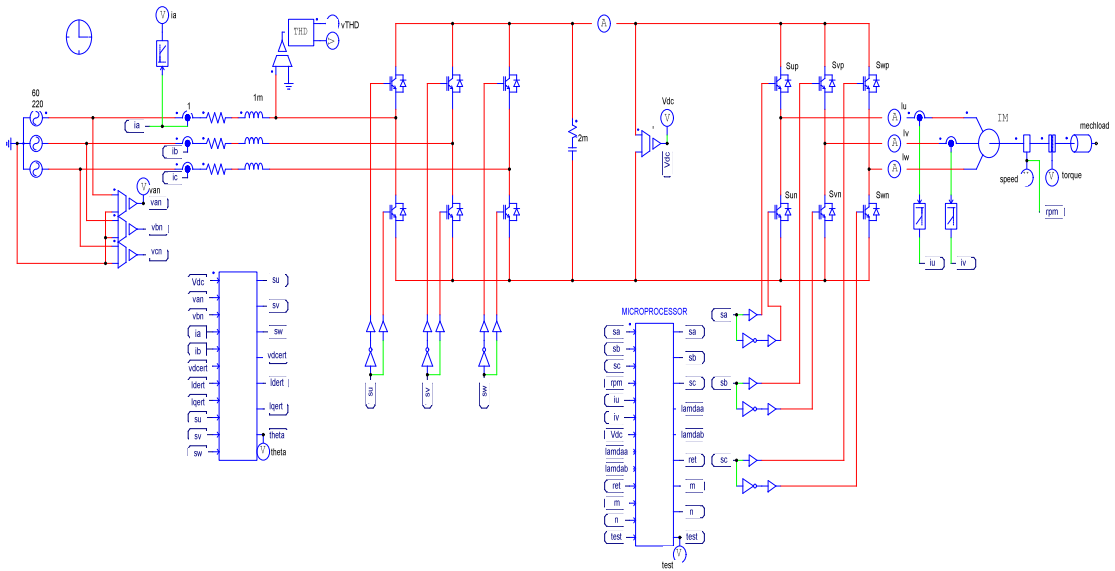 ia
THD
vTHD
V
V
A
60
220
1m
1
ia
ib
ic
2m
Vdc
V
Vdc
Sup
Svp
Swp
Sun
Svn
Swn
Iu
Iv
Iw
A
A
A
IM
mechload
speed
V
torque
rpm
iu
iv
V
van
van
vbn
vcn
Vdc
van
vbn
ia
ib
vdcert
Idert
Iqert
su
sv
sw
su
sv
sw
vdcert
Idert
Iqert
theta
V
theta
su
sv
sw
MICROPROCESSOR
sa
sb
sc
rpm
iu
iv
Vdc
lamdaa
lamdab
ret
m
n
test
sa
sb
sc
lamdaa
lamdab
ret
m
n
test
V
test
sa
sb
sc